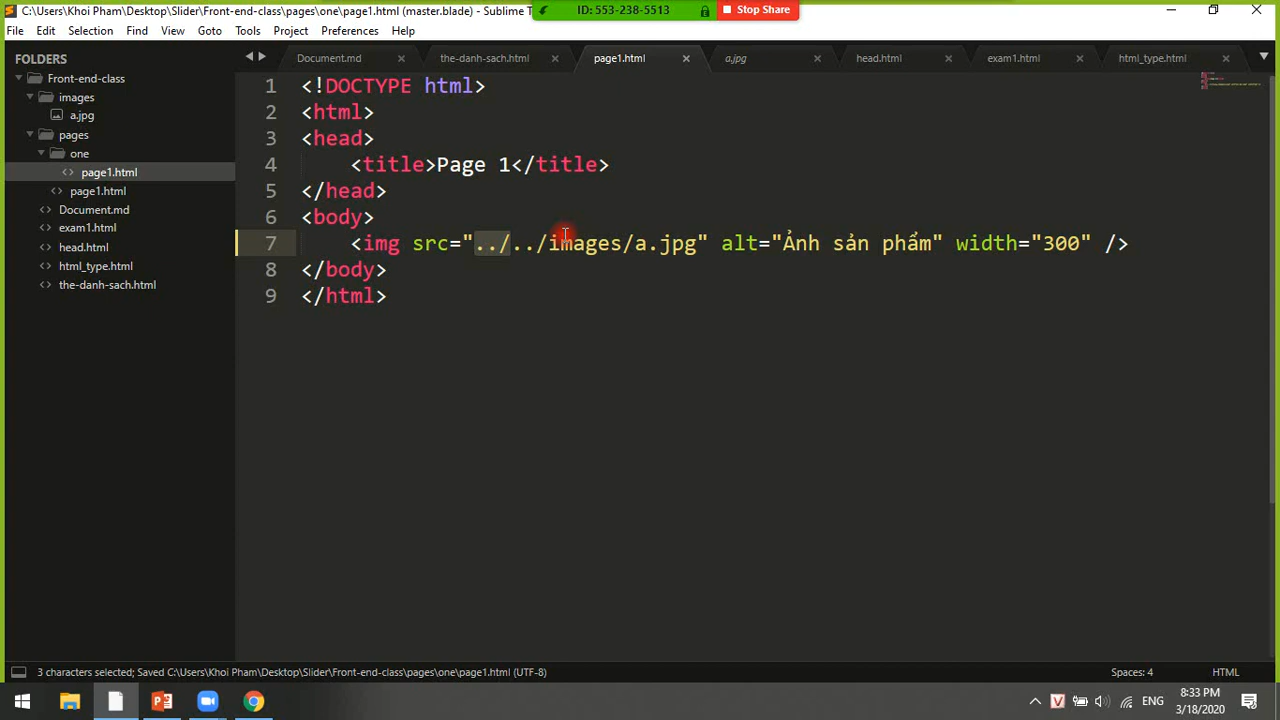 C:\Users\Khoi Pham\Desktop\Slider\Front-end-class\pages\one\page1.html (master.blade) - Sublime T
ID: 553-238-5513
Stop Share
File Edit Selection Find View Goto Tools Project Preferences Help
FOLDERS
Front-end-class
images
a.jpg
pages
one
page1.html
page1.html
Document.md
exam1.html
head.html
html_type.html
the-danh-sach.html
Document.md the-danh-sach.html page1.html a.jpg head.html exam1.html html_type.html
1 <!DOCTYPE html>
2 <html>
3 <head>
4 <title>Page 1</title>
5 </head>
6 <body>
7 <img src="../../images/a.jpg" alt="Ảnh sản phẩm" width="300" />
8 </body>
9 </html>
3 characters selected; Saved C:\Users\Khoi Pham\Desktop\Slider\Front-end-class\pages\one\page1.html (UTF-8)
Spaces: 4
HTML
V
ENG
8:33 PM
3/18/2020